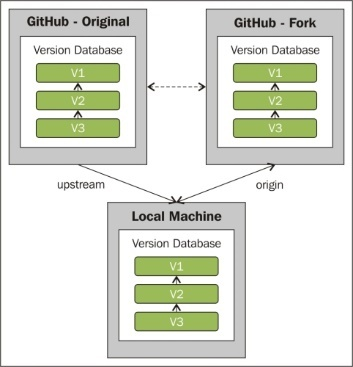 GitHub - Original
Version Database
V1
V2
V3
GitHub - Fork
Version Database
V1
V2
V3
upstream
origin
Local Machine
Version Database
V1
V2
V3